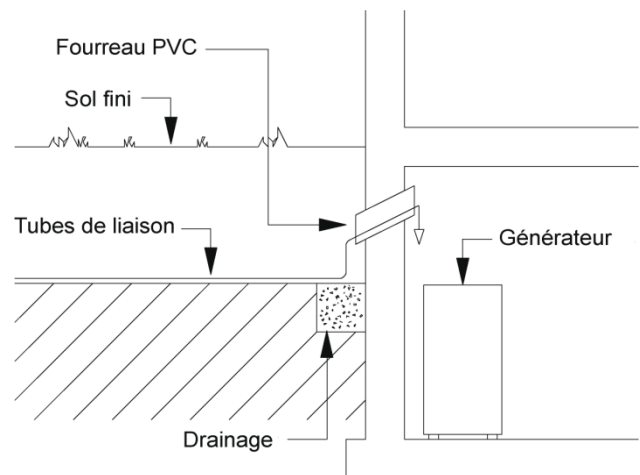 Fourreau PVC
Sol fini
Tubes de liaison
Générateur
Drainage